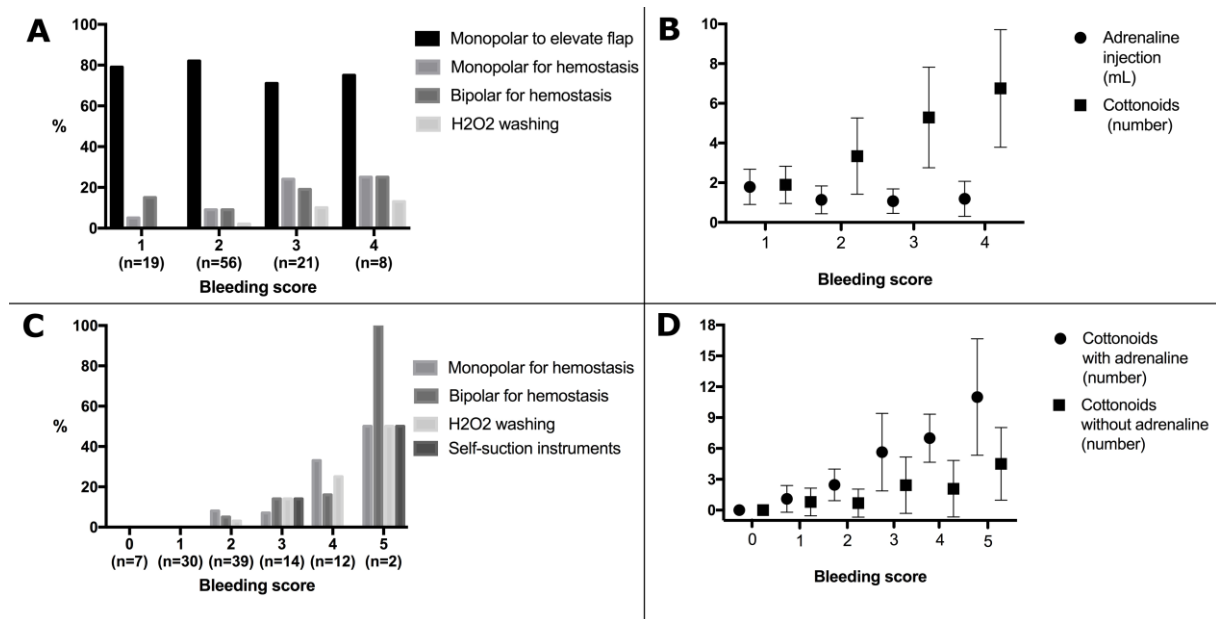 A
100
80
60
40
20
0
%
1
2
3
4
(n=19)
(n=56)
(n=21)
(n=8)
Bleeding score
Monopolar to elevate flap
Monopolar for hemostasis
Bipolar for hemostasis
H2O2 washing
B
10
8
6
4
2
0
1
2
3
4
Bleeding score
Adrenaline
injection
(mL)
Cottonoids
(number)
C
100
80
60
40
20
0
%
0
1
2
3
4
5
(n=7)
(n=30)
(n=39)
(n=14)
(n=12)
(n=2)
Bleeding score
Monopolar for hemostasis
Bipolar for hemostasis
H2O2 washing
Self-suction instruments
D
18
15
12
9
6
3
0
0
1
2
3
4
5
Bleeding score
Cottonoids
with adrenaline
(number)
Cottonoids
without adrenaline
(number)